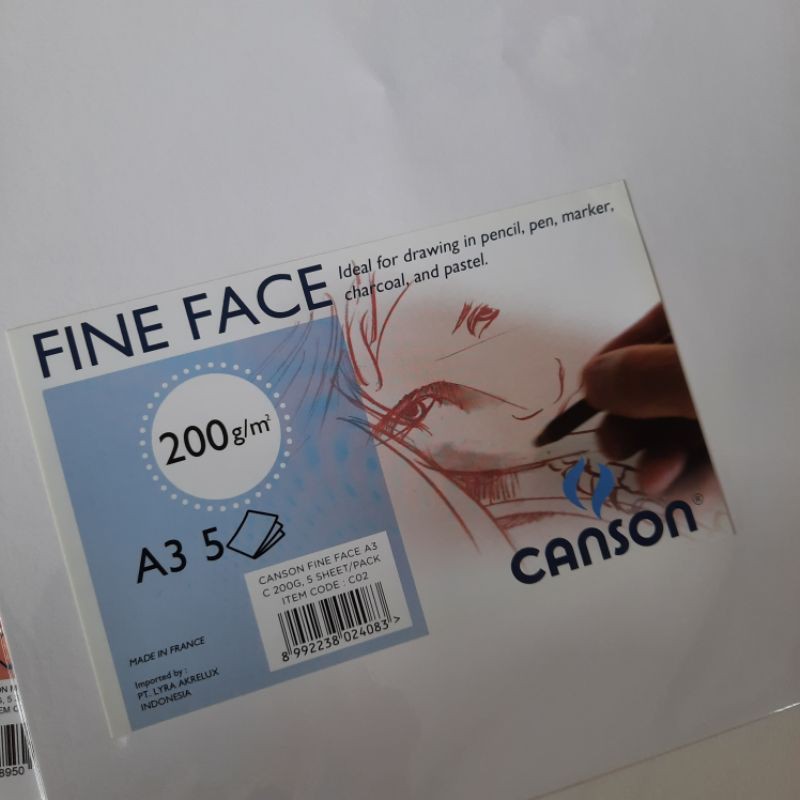 FINE FACE
Ideal for drawing in pencil, pen, marker,
charcoal, and pastel.
200 g/m²
A3 5
CANSON®
CANSON FINE FACE A3
C 200G, 5 SHEET/PACK
ITEM CODE : C02
8 992238 024083 >
MADE IN FRANCE
Imported by :
PT. LYRA AKRELUX
INDONESIA
8950